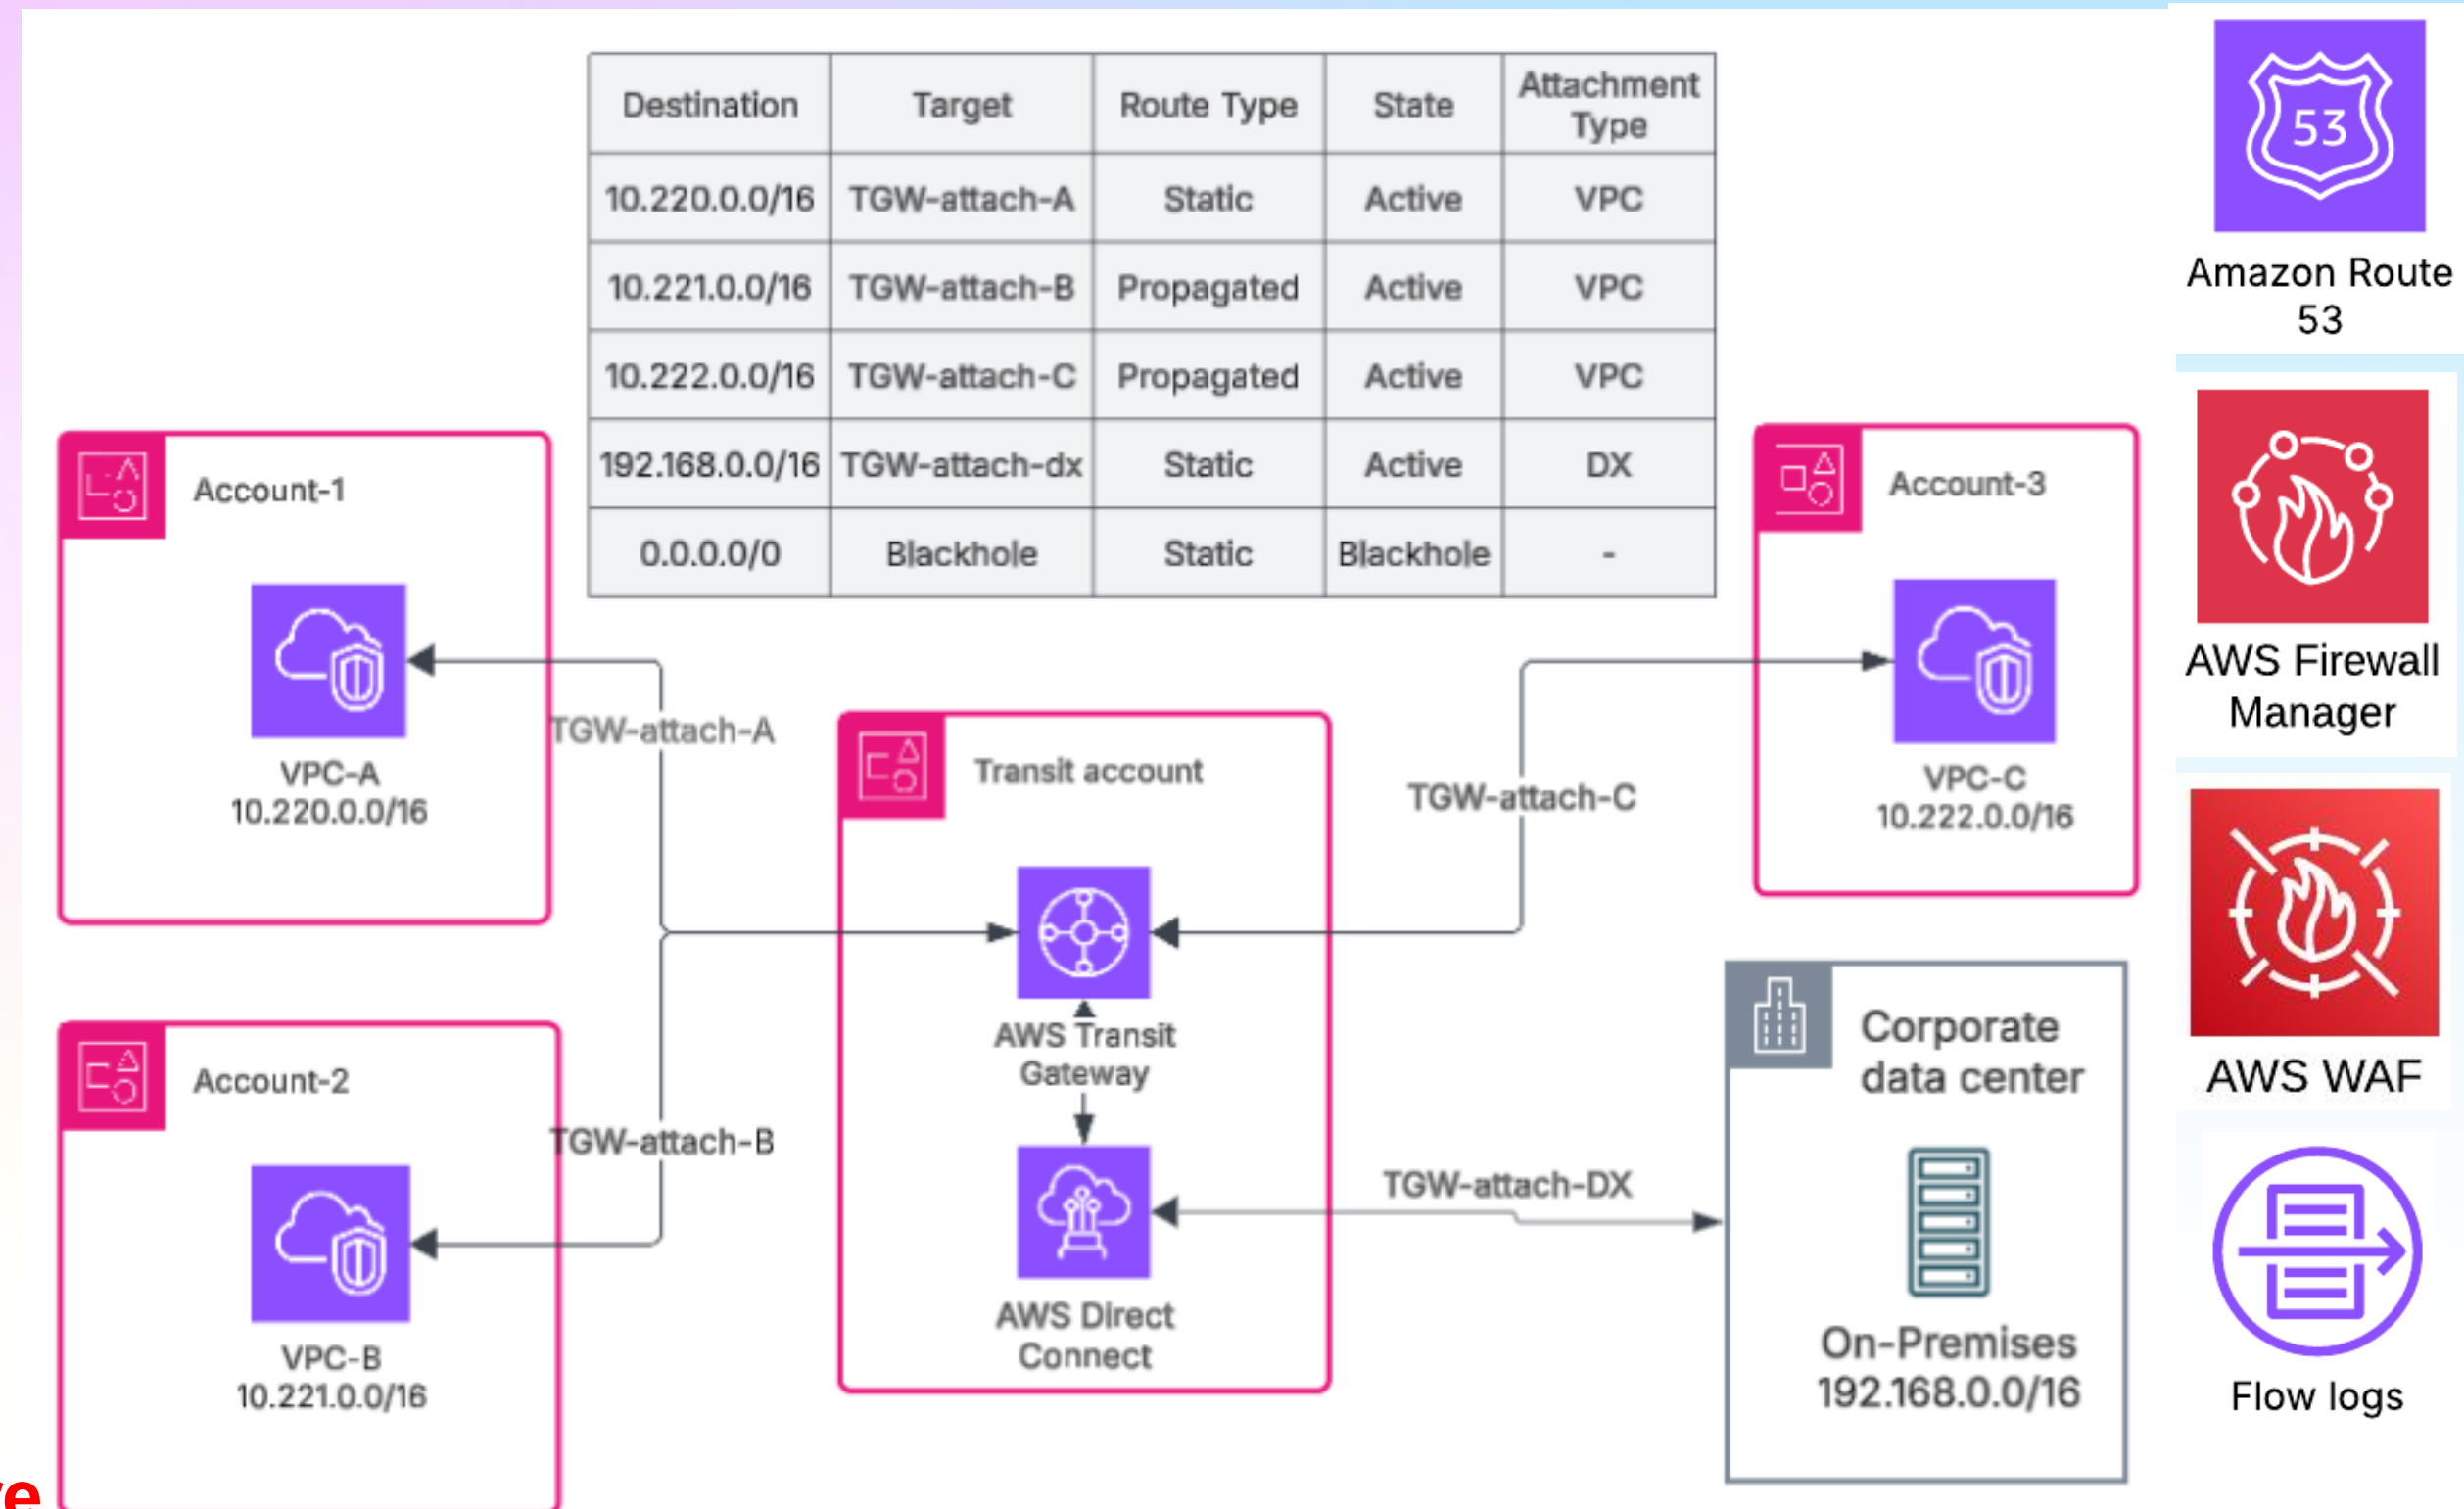 Destination Target Route Type State Attachment Type
10.220.0.0/16 TGW-attach-A Static Active VPC
10.221.0.0/16 TGW-attach-B Propagated Active VPC
10.222.0.0/16 TGW-attach-C Propagated Active VPC
192.168.0.0/16 TGW-attach-dx Static Active DX
0.0.0.0/0 Blackhole Static Blackhole -
Account-1
VPC-A
10.220.0.0/16
TGW-attach-A
Account-2
VPC-B
10.221.0.0/16
TGW-attach-B
Transit account
AWS Transit
Gateway
AWS Direct
Connect
TGW-attach-C
Account-3
VPC-C
10.222.0.0/16
TGW-attach-DX
Corporate
data center
On-Premises
192.168.0.0/16
53
Amazon Route
53
AWS Firewall
Manager
AWS WAF
Flow logs